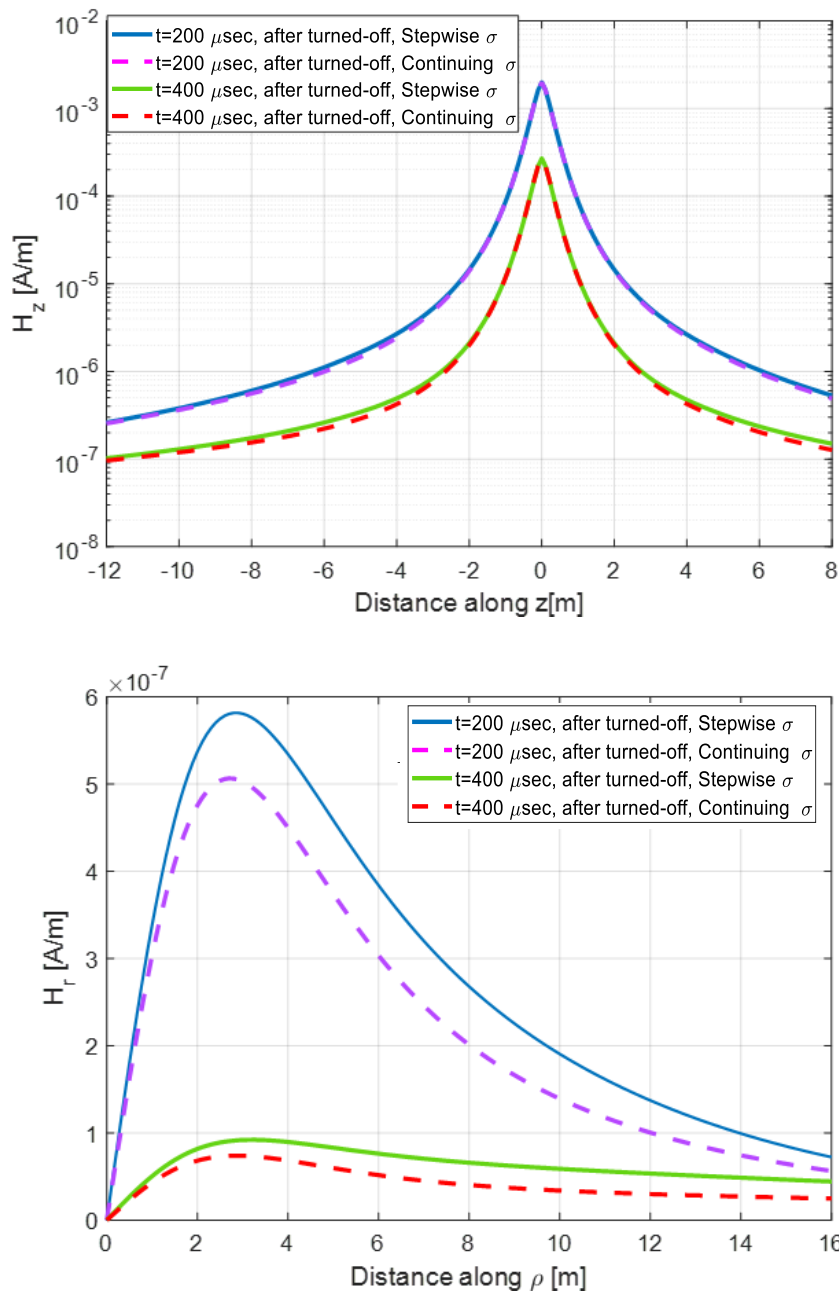 10^-2
t=200 μsec, after turned-off, Stepwise σ
t=200 μsec, after turned-off, Continuing σ
t=400 μsec, after turned-off, Stepwise σ
t=400 μsec, after turned-off, Continuing σ
10^-3
10^-4
10^-5
10^-6
10^-7
10^-8
H_z [A/m]
-12 -10 -8 -6 -4 -2 0 2 4 6 8
Distance along z[m]
×10^-7
6
t=200 μsec, after turned-off, Stepwise σ
t=200 μsec, after turned-off, Continuing σ
t=400 μsec, after turned-off, Stepwise σ
t=400 μsec, after turned-off, Continuing σ
5
4
3
2
1
0
H_r [A/m]
0 2 4 6 8 10 12 14 16
Distance along ρ [m]